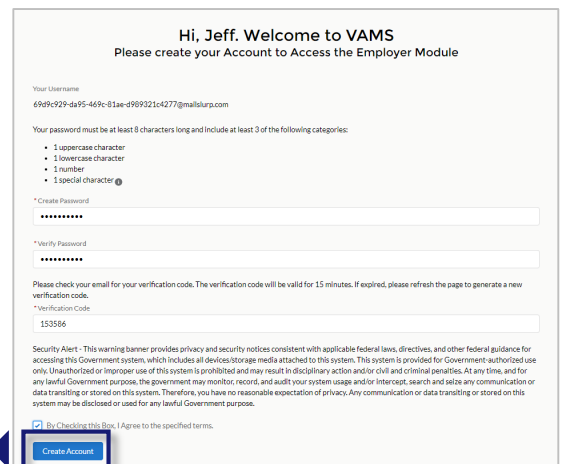 Hi, Jeff. Welcome to VAMS
Please create your Account to Access the Employer Module
Your Username
69d9c929-da95-469c-81ae-d989321c4277@mailslurp.com
Your password must be at least 8 characters long and include at least 3 of the following categories:
• 1 uppercase character
• 1 lowercase character
• 1 number
• 1 special character
* Create Password
••••••••••
* Verify Password
••••••••••
Please check your email for your verification code. The verification code will be valid for 15 minutes. If expired, please refresh the page to generate a new
verification code.
* Verification Code
153586
Security Alert - This warning banner provides privacy and security notices consistent with applicable federal laws, directives, and other federal guidance for
accessing this Government system, which includes all devices/storage media attached to this system. This system is provided for Government-authorized use
only. Unauthorized or improper use of this system is prohibited and may result in disciplinary action and/or civil and criminal penalties. At any time, and for
any lawful Government purpose, the government may monitor, record, and audit your system usage and/or intercept, search and seize any communication or
data transiting or stored on this system. Therefore, you have no reasonable expectation of privacy. Any communication or data transiting or stored on this
system may be disclosed or used for any lawful Government purpose.
By Checking this Box, I Agree to the specified terms.
Create Account